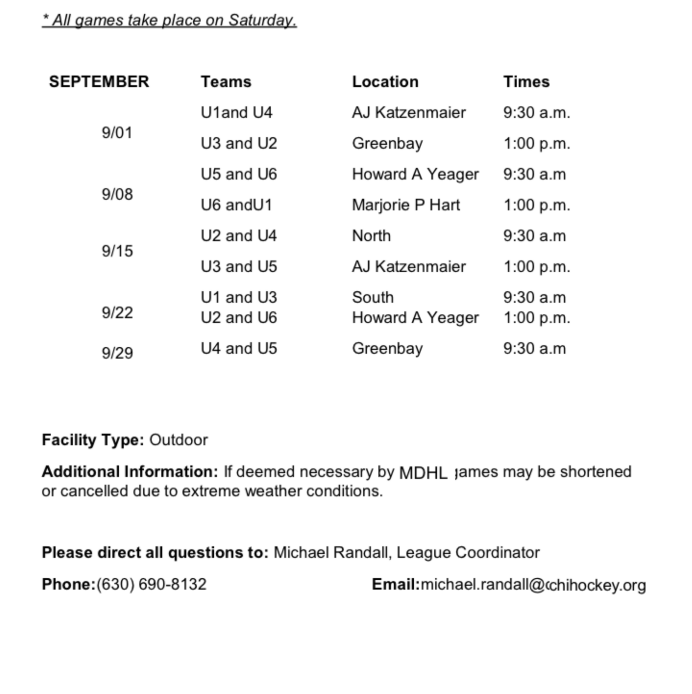 * All games take place on Saturday.
SEPTEMBER Teams Location Times
U1and U4 AJ Katzenmaier 9:30 a.m.
9/01
U3 and U2 Greenbay 1:00 p.m.
U5 and U6 Howard A Yeager 9:30 a.m
9/08
U6 andU1 Marjorie P Hart 1:00 p.m.
U2 and U4 North 9:30 a.m
9/15
U3 and U5 AJ Katzenmaier 1:00 p.m.
U1 and U3 South 9:30 a.m
9/22
U2 and U6 Howard A Yeager 1:00 p.m.
9/29 U4 and U5 Greenbay 9:30 a.m
Facility Type: Outdoor
Additional Information: If deemed necessary by MDHL games may be shortened
or cancelled due to extreme weather conditions.
Please direct all questions to: Michael Randall, League Coordinator
Phone:(630) 690-8132 Email:michael.randall@chihockey.org